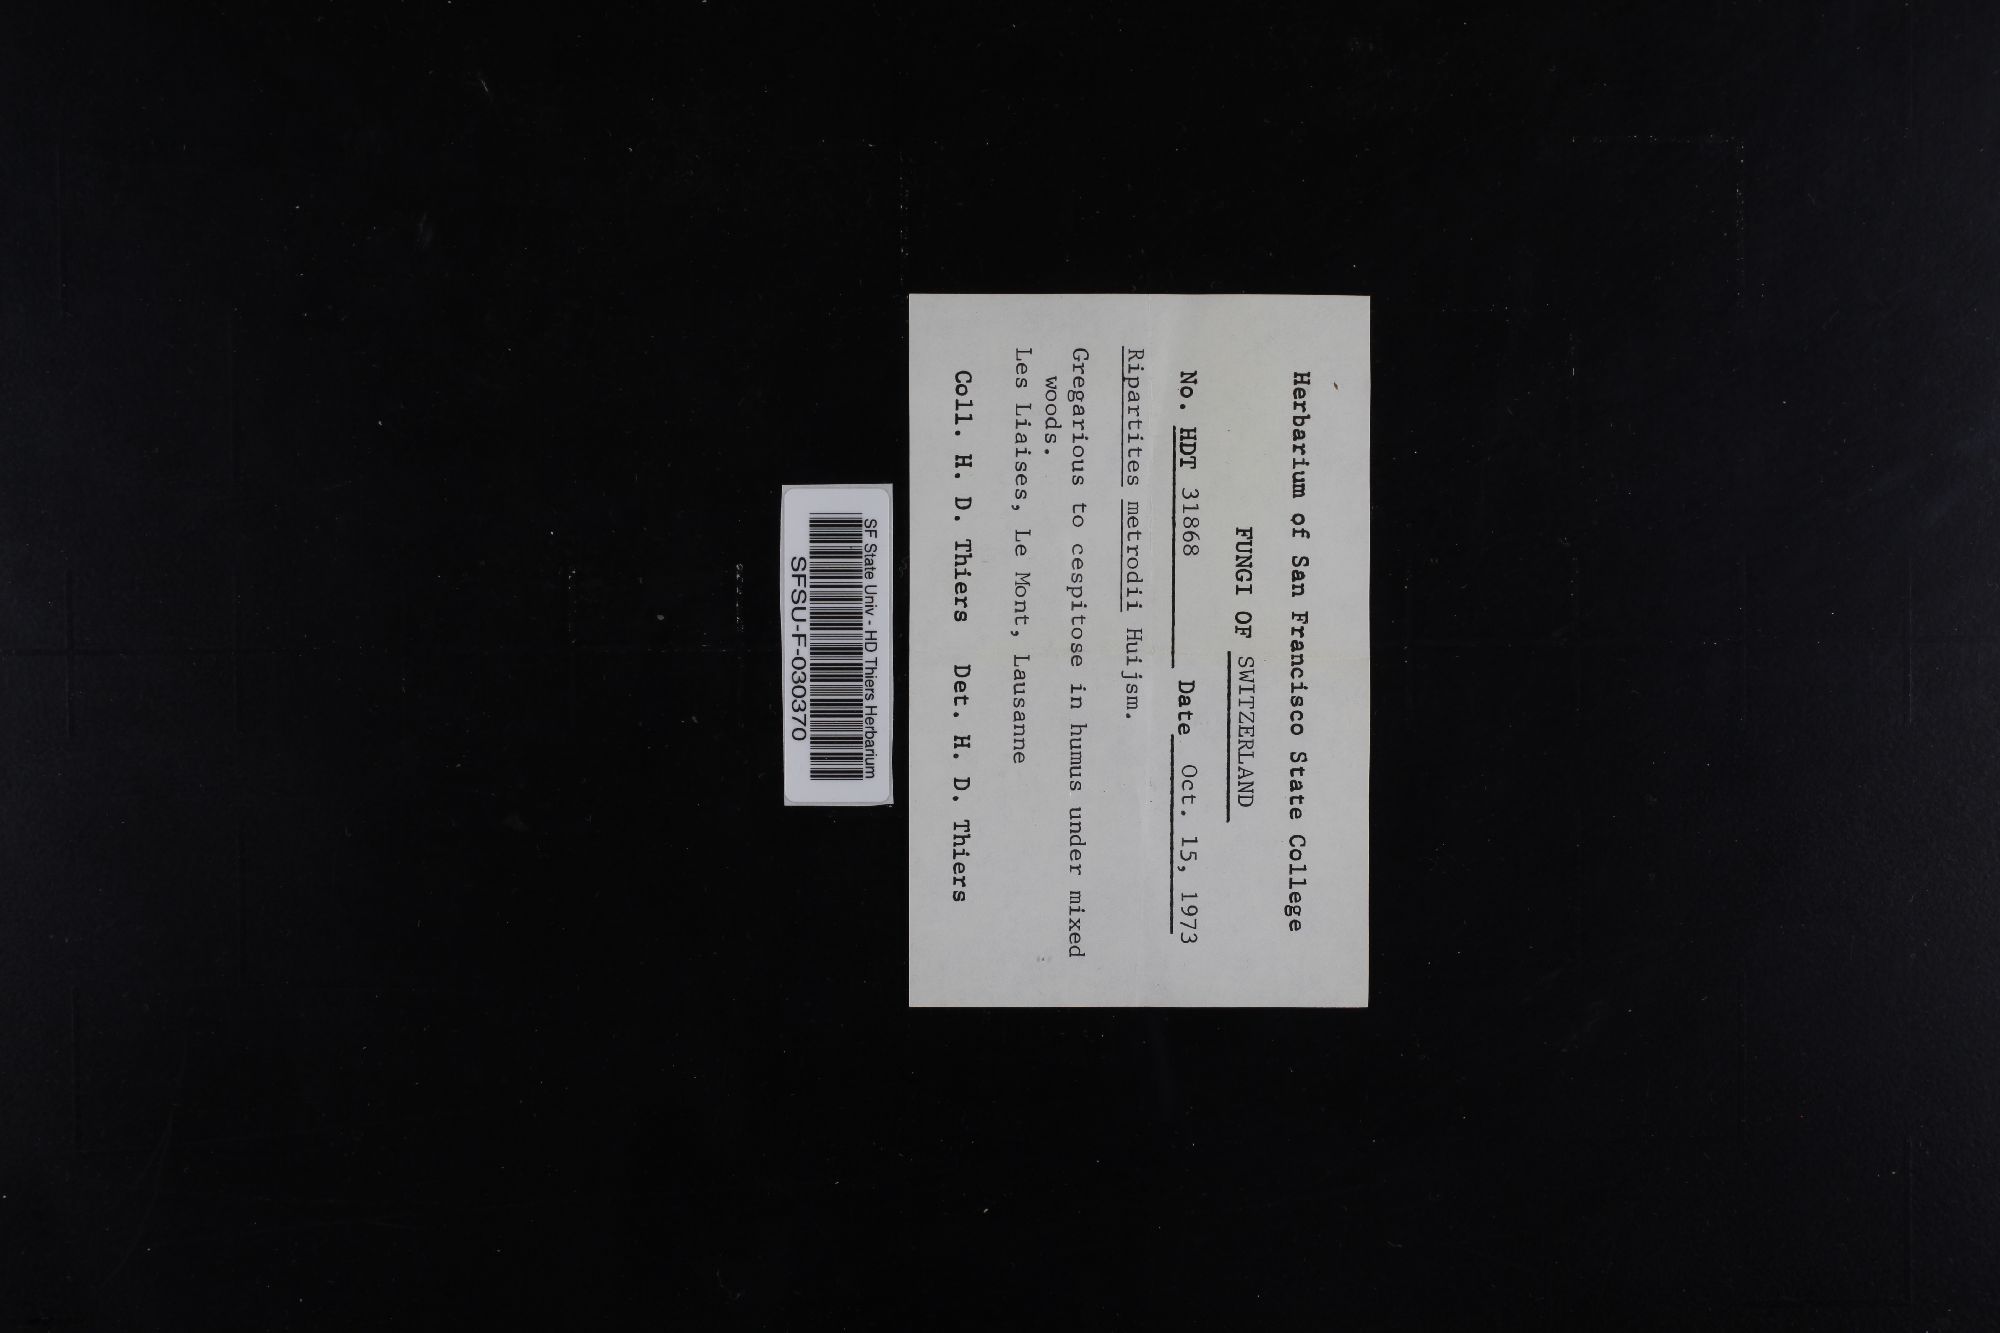 Herbarium of San Francisco State College
FUNGI OF SWITZERLAND
No. HDT 31868 Date Oct. 15, 1973
Ripartites metrodii Huijsm.
Gregarious to cespitose in humus under mixed
woods.
Les Liaises, Le Mont, Lausanne
Coll. H. D. Thiers Det. H. D. Thiers
SF State Univ - HD Thiers Herbarium
SFSU-F-030370